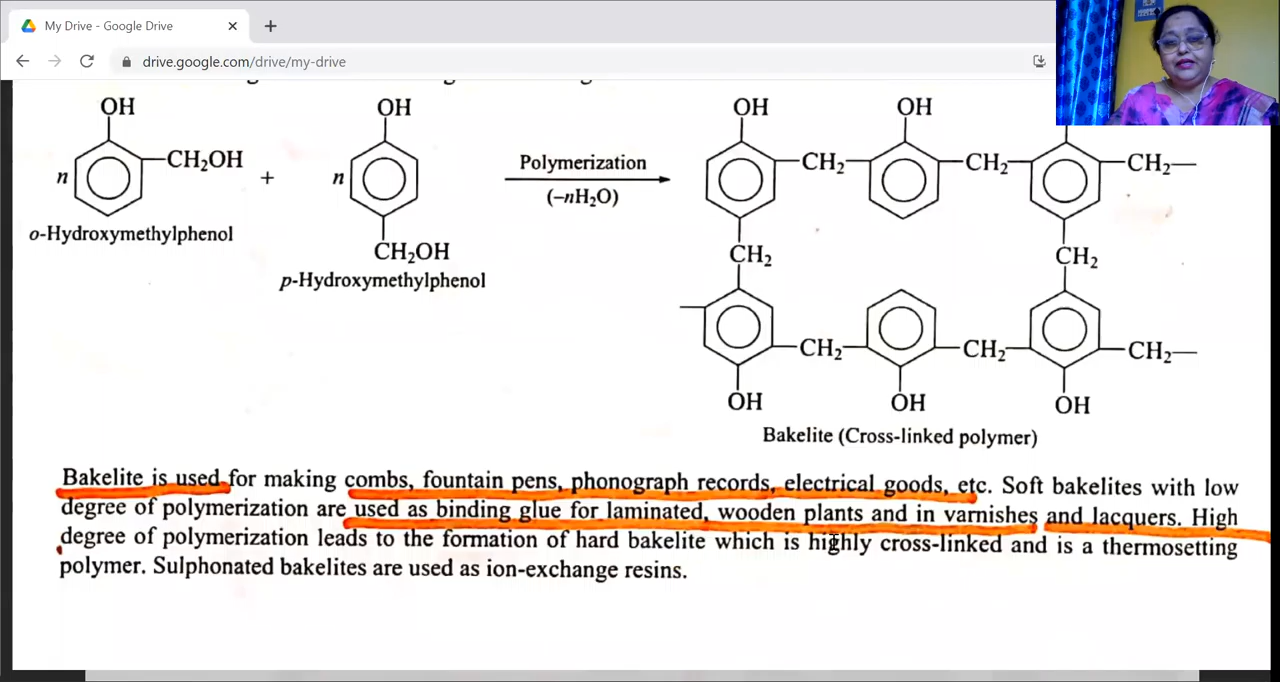 My Drive - Google Drive
drive.google.com/drive/my-drive
OH OH OH OH
n CH₂OH + n Polymerization (–nH₂O) CH₂ CH₂ CH₂—
o-Hydroxymethylphenol CH₂OH CH₂ CH₂
p-Hydroxymethylphenol
CH₂ CH₂ CH₂—
OH OH OH
Bakelite (Cross-linked polymer)
Bakelite is used for making combs, fountain pens, phonograph records, electrical goods, etc. Soft bakelites with low
degree of polymerization are used as binding glue for laminated, wooden plants and in varnishes and lacquers. High
degree of polymerization leads to the formation of hard bakelite which is highly cross-linked and is a thermosetting
polymer. Sulphonated bakelites are used as ion-exchange resins.